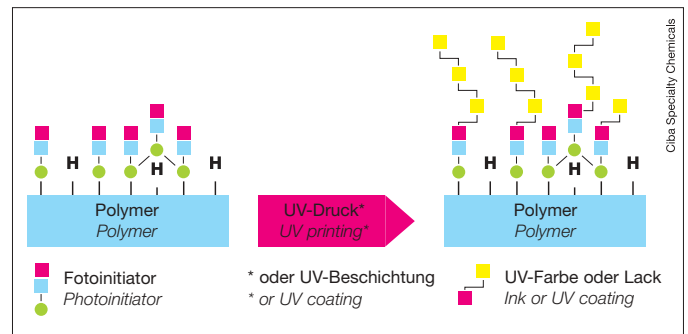 Ciba Specialty Chemicals
H H H
H H H
Polymer
Polymer
UV-Druck*
UV printing*
Polymer
Polymer
Fotoinitiator
Photoinitiator
* oder UV-Beschichtung
* or UV coating
UV-Farbe oder Lack
Ink or UV coating